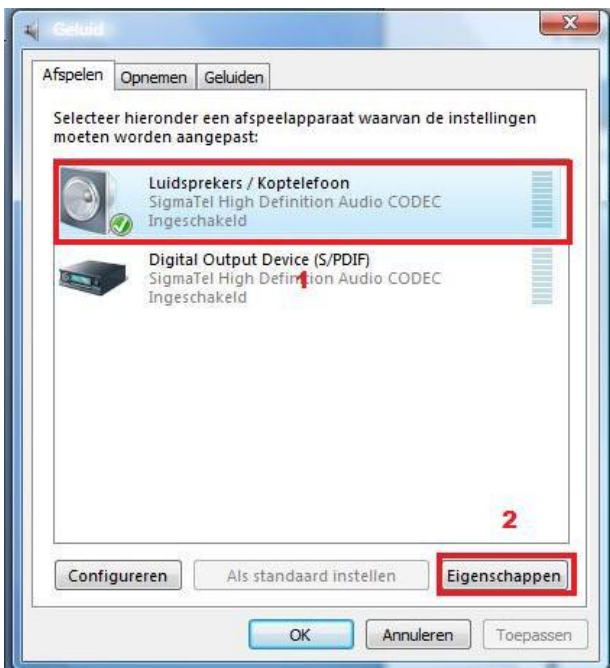 Geluid
Afspelen Opnemen Geluiden
Selecteer hieronder een afspeelapparaat waarvan de instellingen
moeten worden aangepast:
Luidsprekers / Koptelefoon
SigmaTel High Definition Audio CODEC
Ingeschakeld
Digital Output Device (S/PDIF)
SigmaTel High Definition Audio CODEC
1
Ingeschakeld
2
Configureren Als standaard instellen Eigenschappen
OK Annuleren Toepassen